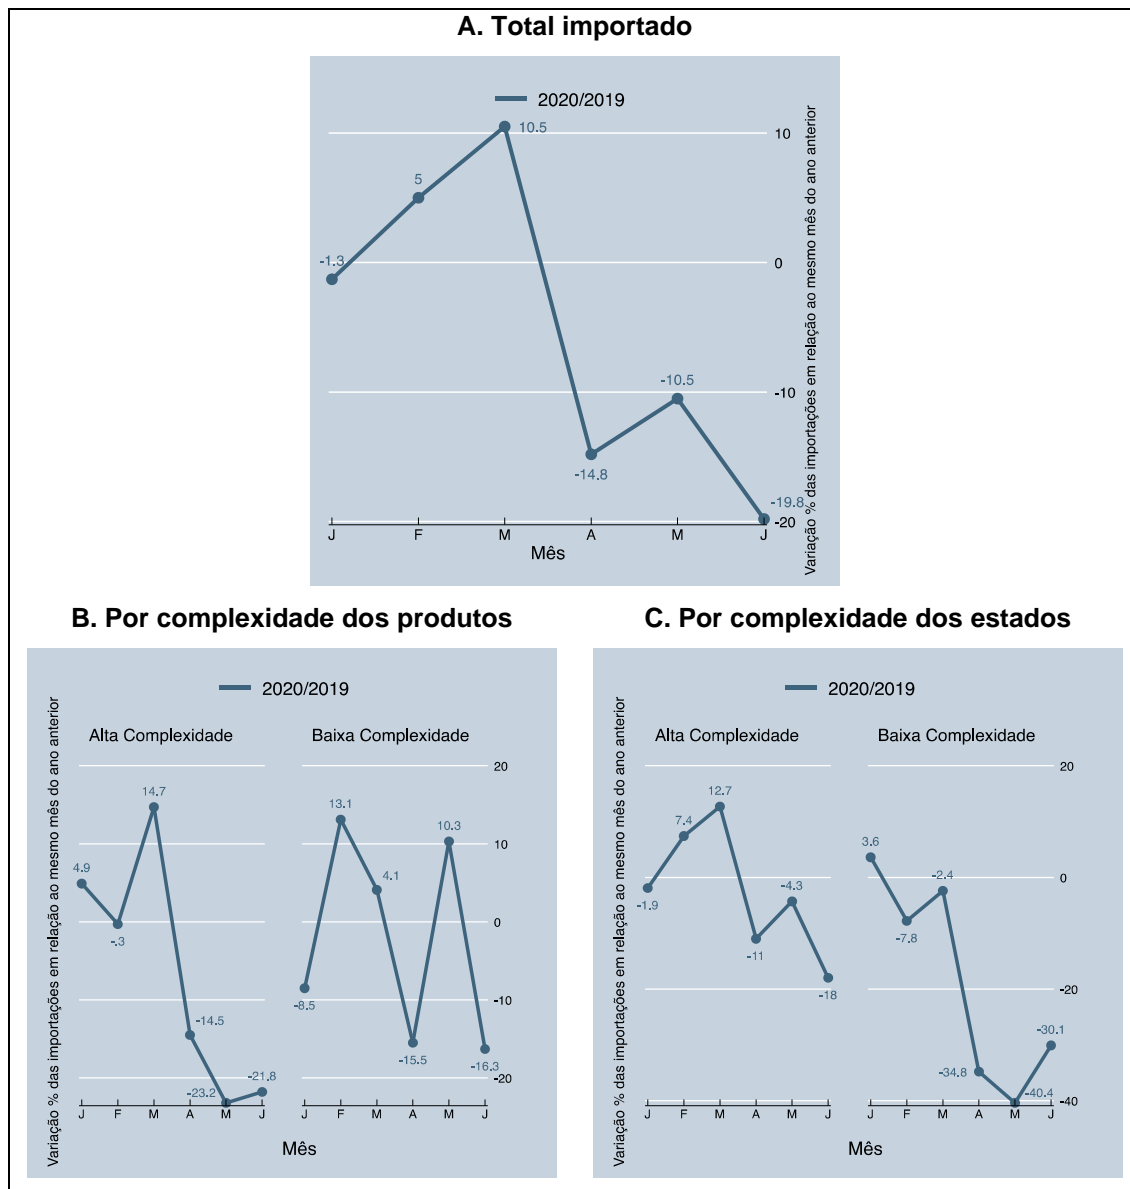 A. Total importado
2020/2019
10
0
-10
-20
Variação % das importações em relação ao mesmo mês do ano anterior
-1.3
5
10.5
-14.8
-10.5
-19.8
J F M A M J
Mês
B. Por complexidade dos produtos
2020/2019
Variação % das importações em relação ao mesmo mês do ano anterior
Alta Complexidade
Baixa Complexidade
20
10
0
-10
-20
4.9
-.3
14.7
-14.5
-23.2
-21.8
-8.5
13.1
4.1
-15.5
10.3
-16.3
J F M A M J
J F M A M J
Mês
C. Por complexidade dos estados
2020/2019
Variação % das importações em relação ao mesmo mês do ano anterior
Alta Complexidade
Baixa Complexidade
20
0
-20
-40
-1.9
7.4
12.7
-11
-4.3
-18
3.6
-7.8
-2.4
-34.8
-40.4
-30.1
J F M A M J
J F M A M J
Mês